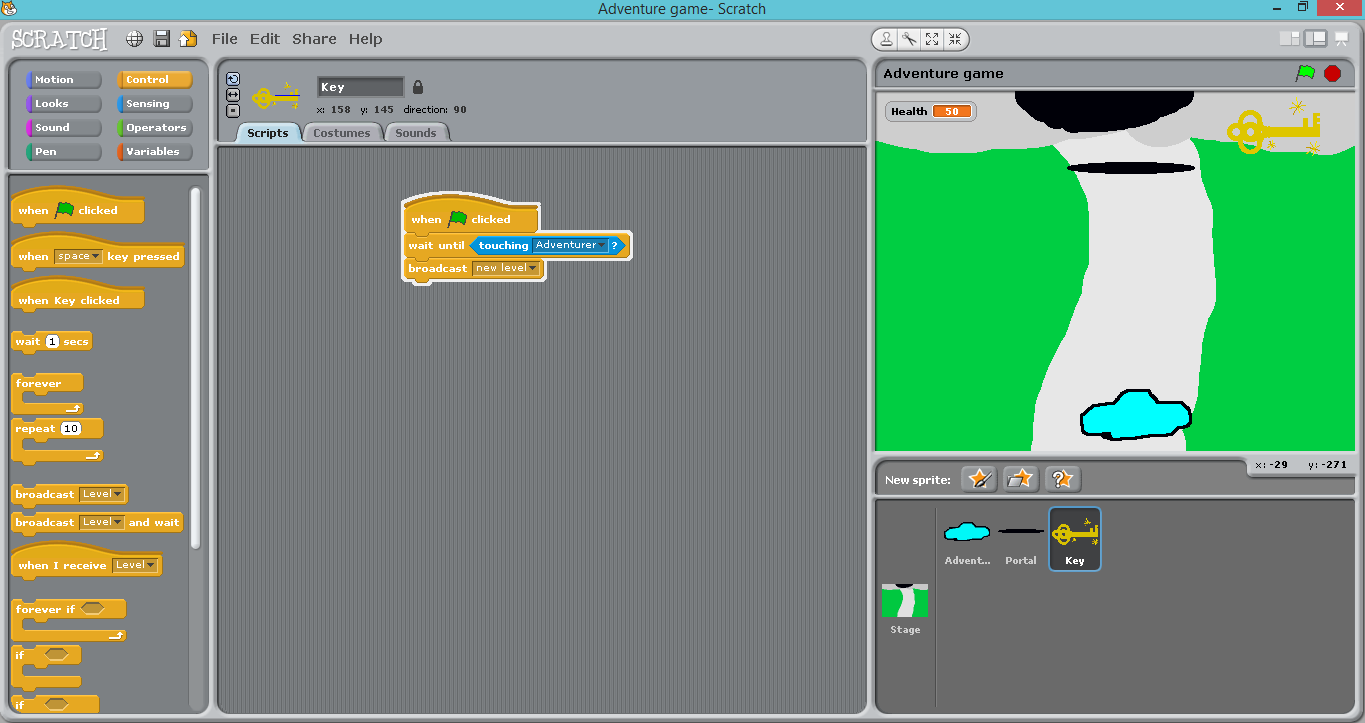 Adventure game- Scratch
SCRATCH File Edit Share Help
Motion Control
Looks Sensing
Sound Operators
Pen Variables
Key
x: 158 y: 145 direction: 90
Scripts Costumes Sounds
when clicked
when space key pressed
when Key clicked
wait 1 secs
forever
repeat 10
broadcast Level
broadcast Level and wait
when I receive Level
forever if
if
if
when clicked
wait until touching Adventurer ?
broadcast new level
Adventure game
Health 50
x: -29 y: -271
New sprite:
Advent... Portal Key
Stage